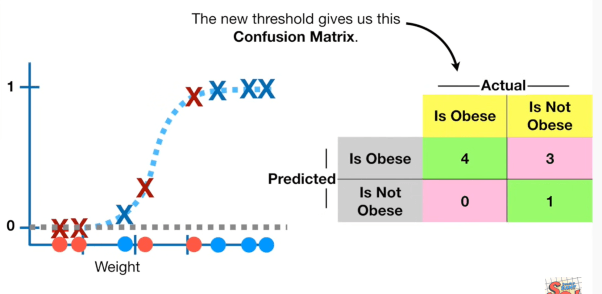 The new threshold gives us this
Confusion Matrix.
Actual
Is Obese
Is Not
Obese
Predicted
Is Obese
4
3
Is Not
Obese
0
1
1
0
X X X X X X X X
Weight